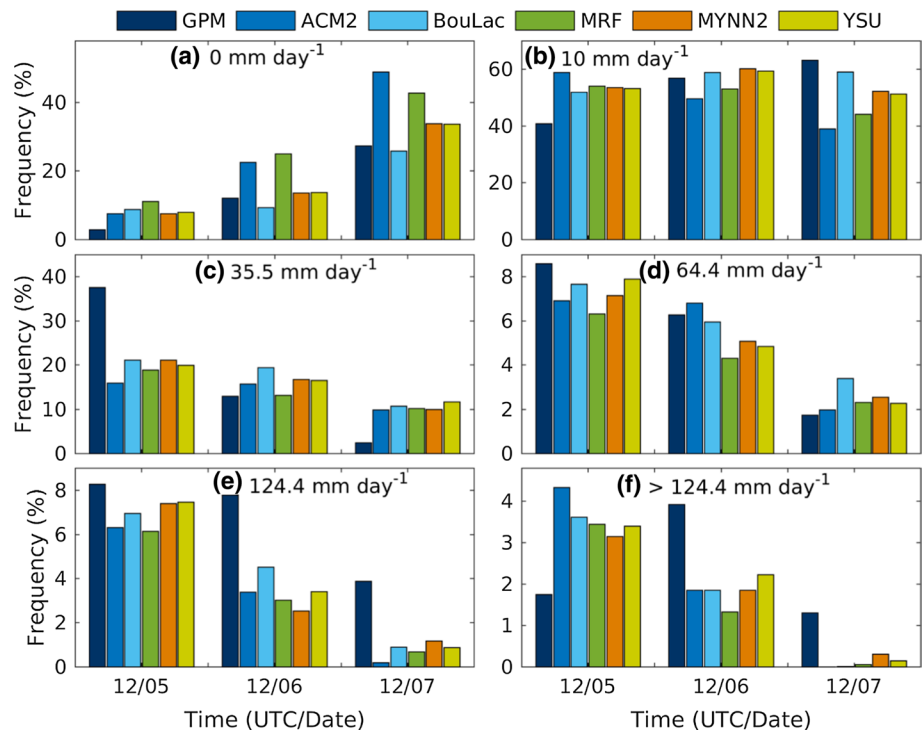 GPM ACM2 BouLac MRF MYNN2 YSU
(a) 0 mm day-1
(b) 10 mm day-1
Frequency (%)
40
20
0
60
40
20
0
(c) 35.5 mm day-1
(d) 64.4 mm day-1
Frequency (%)
40
30
20
10
0
8
6
4
2
0
(e) 124.4 mm day-1
(f) > 124.4 mm day-1
Frequency (%)
8
6
4
2
0
4
3
2
1
0
12/05 12/06 12/07
12/05 12/06 12/07
Time (UTC/Date)
Time (UTC/Date)